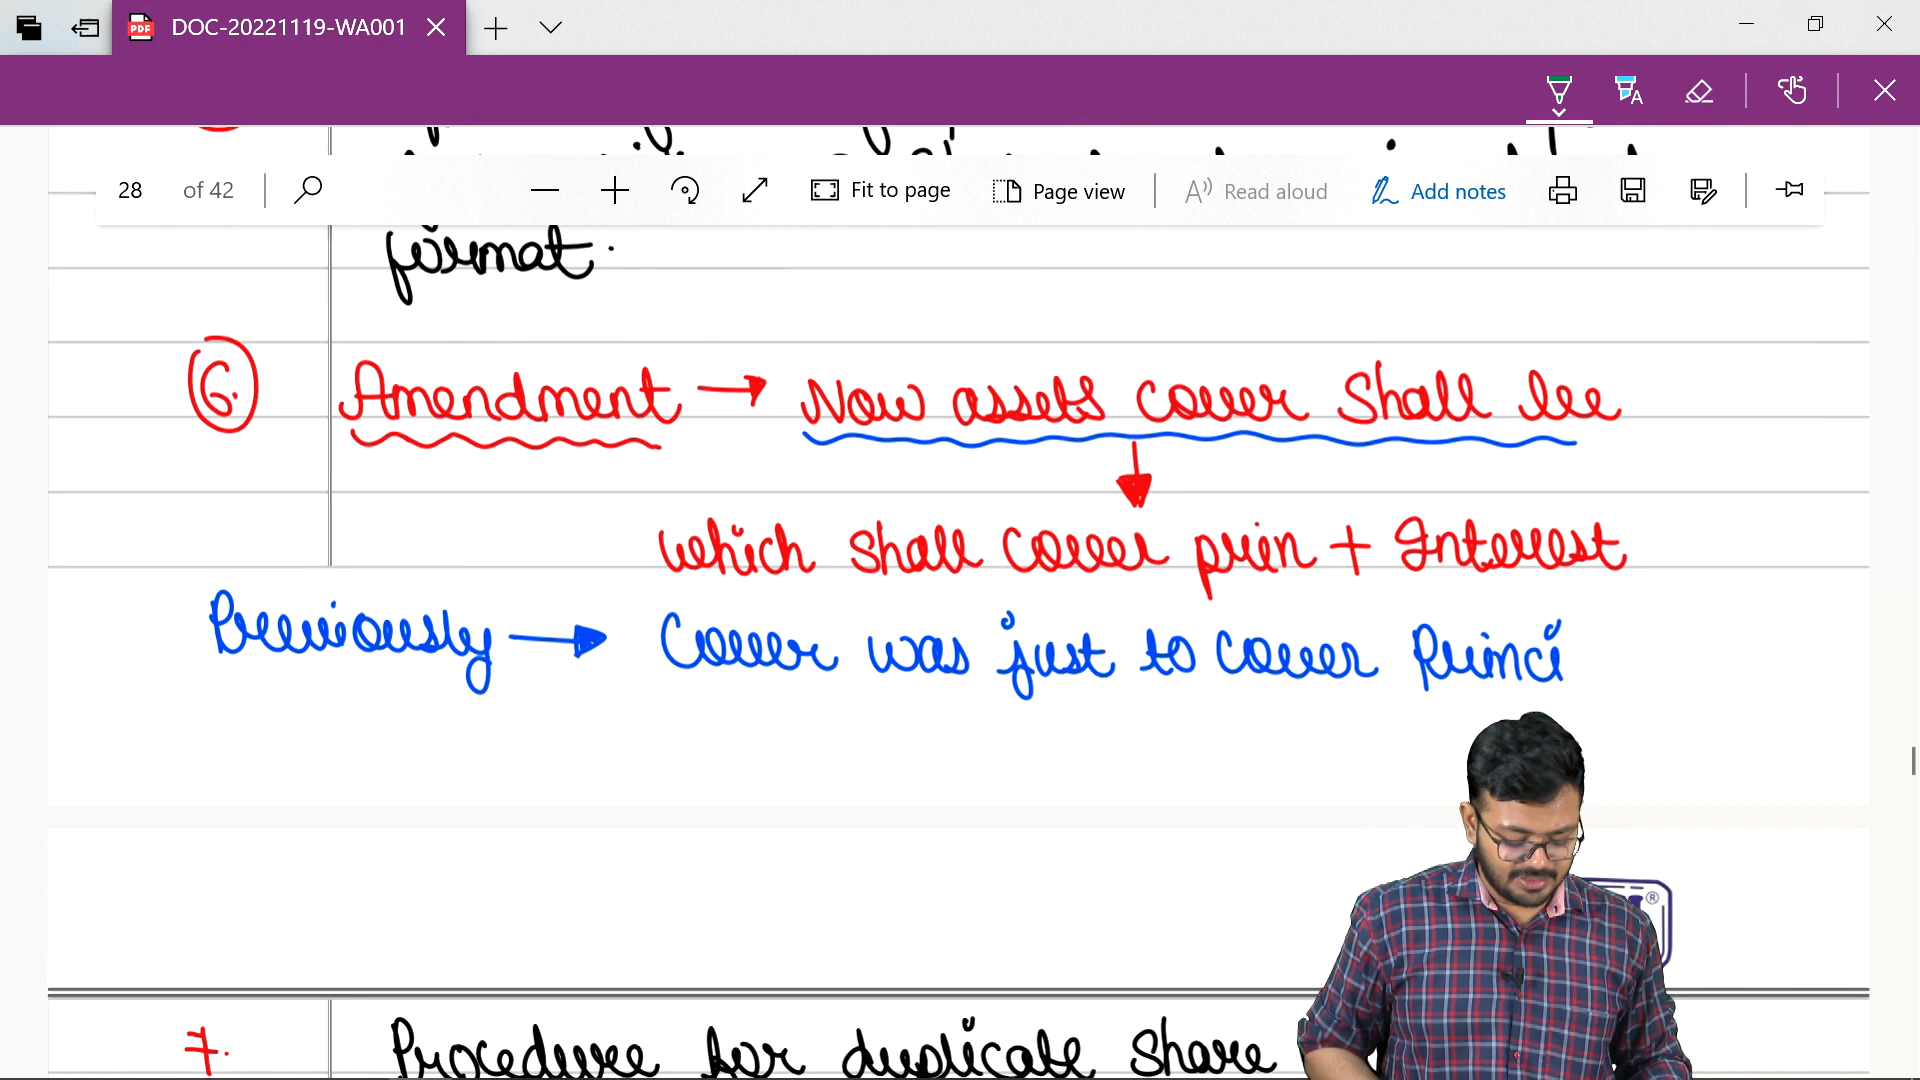 DOC-20221119-WA001
28 of 42
Fit to page
Page view
Read aloud
Add notes
format.
6. Amendment → Now assets cover shall be
which shall cover prin + Interest
Previously → Cover was just to cover Princi
®
7. Procedure for duplicate share